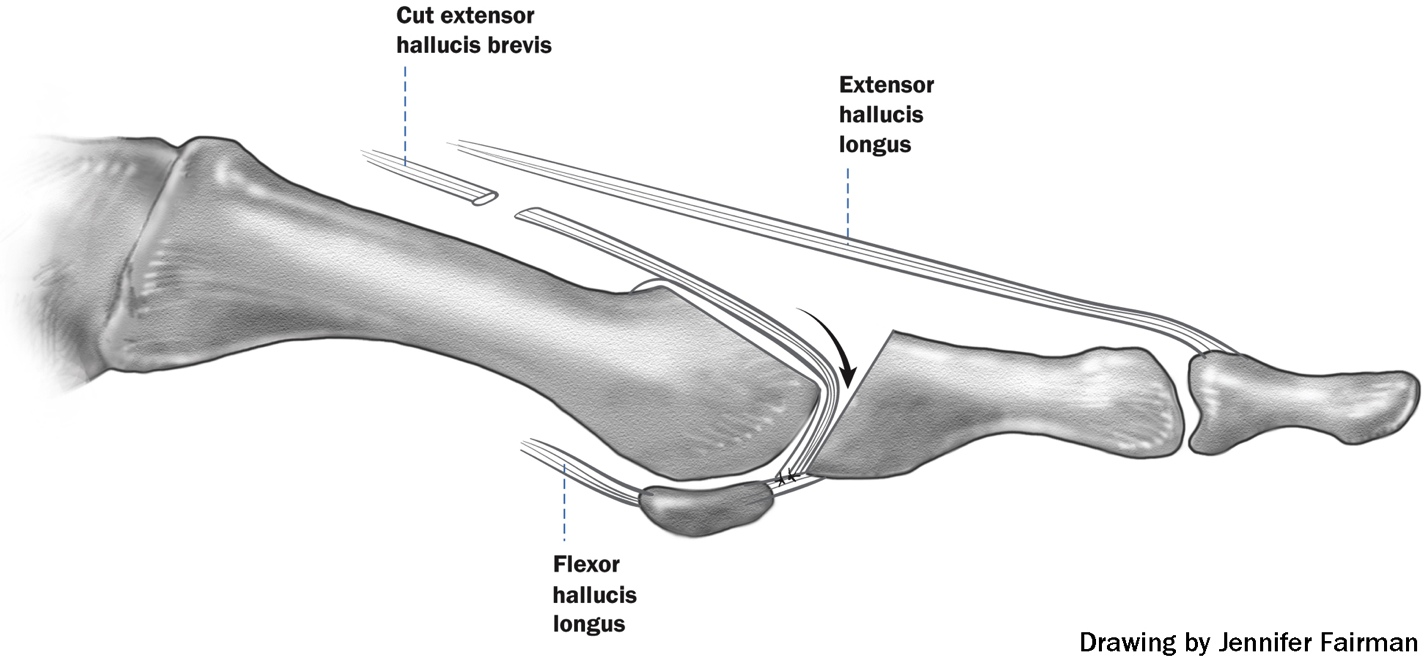 Cut extensor
hallucis brevis
Extensor
hallucis
longus
Flexor
hallucis
longus
Drawing by Jennifer Fairman